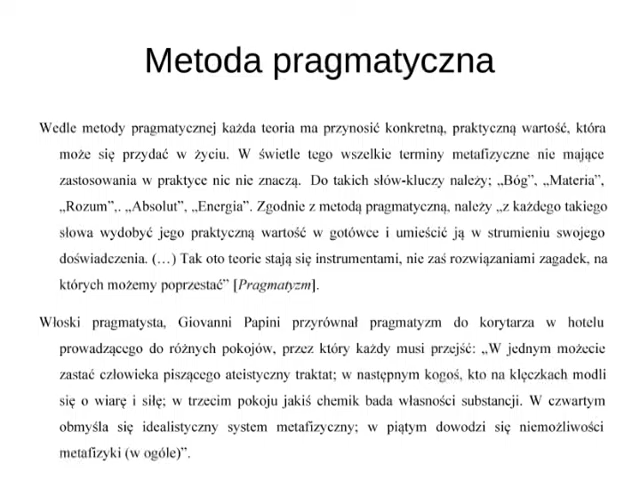 Metoda pragmatyczna
Wedle metody pragmatycznej każda teoria ma przynosić konkretną, praktyczną wartość, która
może się przydać w życiu. W świetle tego wszelkie terminy metafizyczne nie mające
zastosowania w praktyce nic nie znaczą. Do takich słów-kluczy należy; „Bóg”, „Materia”,
„Rozum”,. „Absolut”, „Energia”. Zgodnie z metodą pragmatyczną, należy „z każdego takiego
słowa wydobyć jego praktyczną wartość w gotówce i umieścić ją w strumieniu swojego
doświadczenia. (…) Tak oto teorie stają się instrumentami, nie zaś rozwiązaniami zagadek, na
których możemy poprzestać” [Pragmatyzm].
Włoski pragmatysta, Giovanni Papini przyrównał pragmatyzm do korytarza w hotelu
prowadzącego do różnych pokojów, przez który każdy musi przejść: „W jednym możecie
zastać człowieka piszącego ateistyczny traktat; w następnym kogoś, kto na klęczkach modli
się o wiarę i siłę; w trzecim pokoju jakiś chemik bada własności substancji. W czwartym
obmyśla się idealistyczny system metafizyczny; w piątym dowodzi się niemożliwości
metafizyki (w ogóle)”.